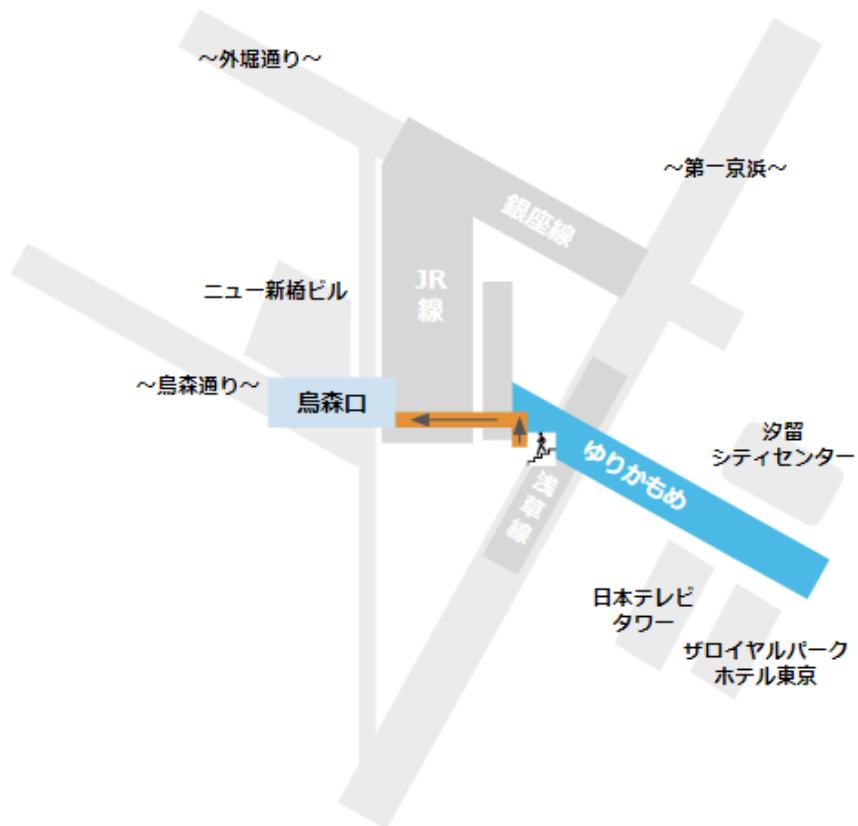 ～外堀通り～
～第一京浜～
銀座線
JR
線
ニュー新橋ビル
～烏森通り～
烏森口
汐留
シティセンター
ゆりかもめ
浅草線
日本テレビ
タワー
ザロイヤルパーク
ホテル東京